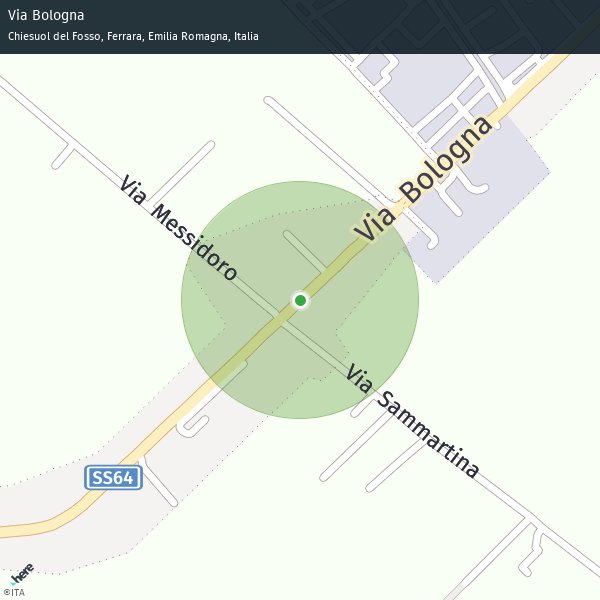 Via Bologna
Chiesuol del Fosso, Ferrara, Emilia Romagna, Italia
Via Bologna
Via Messidoro
Via Sammartina
SS64
here
©ITA